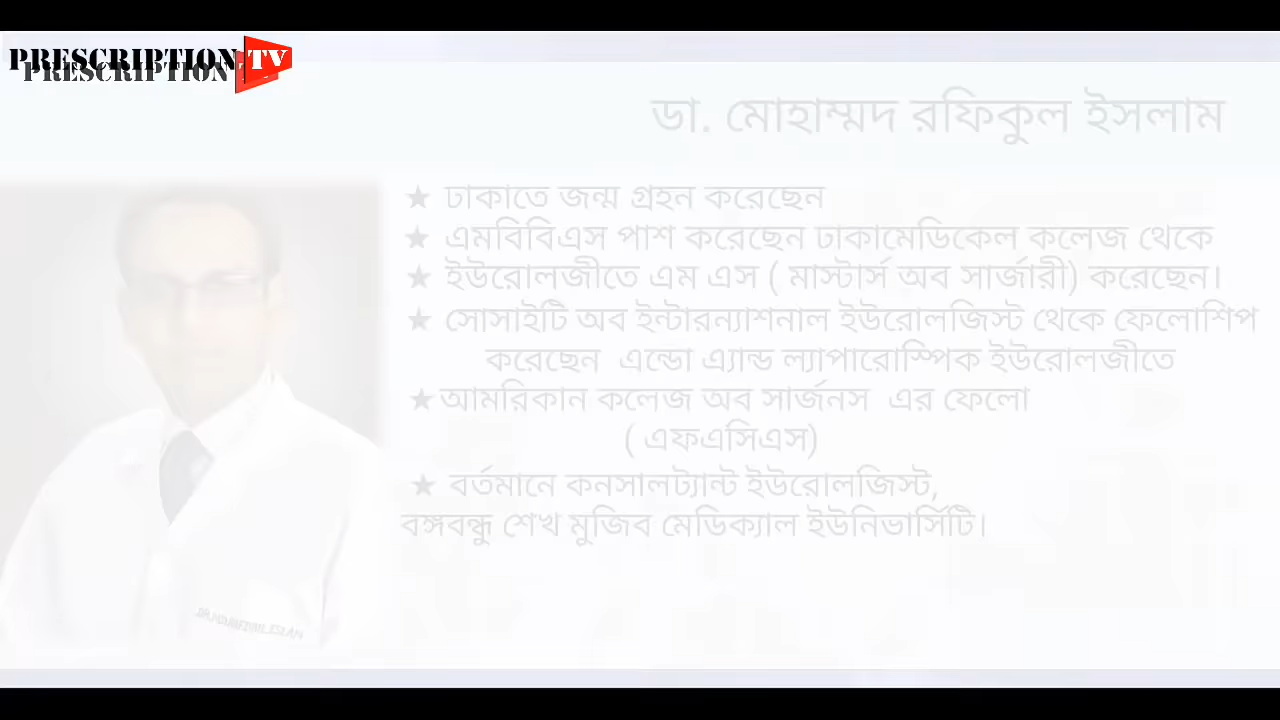 PRESCRIPTION TV
PRESCRIPTION
ডা. মোহাম্মদ রফিকুল ইসলাম
★ ঢাকাতে জন্ম গ্রহন করেছেন
★ এমবিবিএস পাশ করেছেন ঢাকামেডিকেল কলেজ থেকে
★ ইউরোলজীতে এম এস ( মাস্টার্স অব সার্জারী) করেছেন।
★ সোসাইটি অব ইন্টারন্যাশনাল ইউরোলজিস্ট থেকে ফেলোশিপ
করেছেন এন্ডো এ্যান্ড ল্যাপারোস্পিক ইউরোলজীতে
★আমরিকান কলেজ অব সার্জনস এর ফেলো
( এফএসিএস)
★ বর্তমানে কনসালট্যান্ট ইউরোলজিস্ট,
বঙ্গবন্ধু শেখ মুজিব মেডিক্যাল ইউনিভার্সিটি।